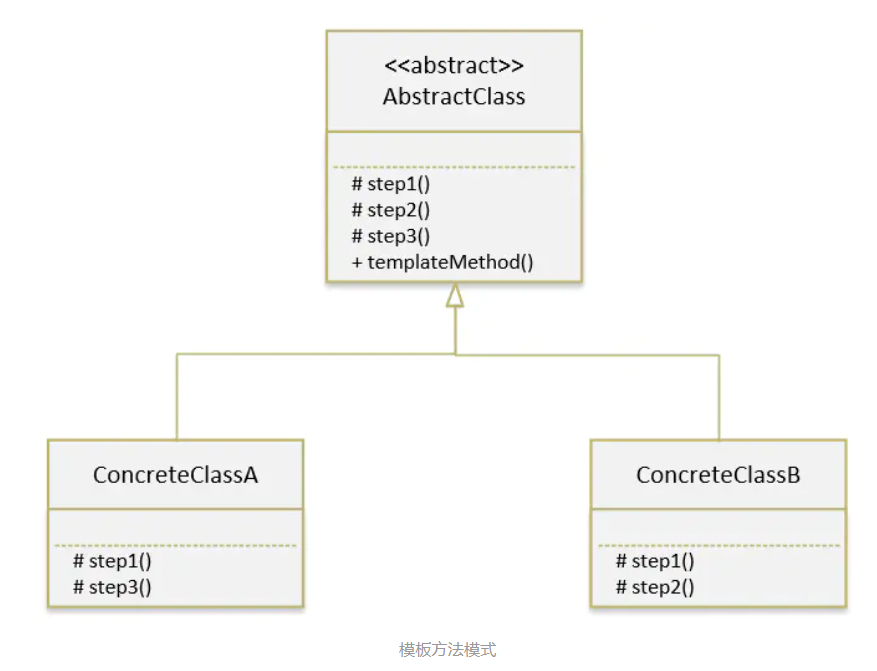 <<abstract>>
AbstractClass
# step1()
# step2()
# step3()
+ templateMethod()
ConcreteClassA
# step1()
# step3()
ConcreteClassB
# step1()
# step2()
模板方法模式